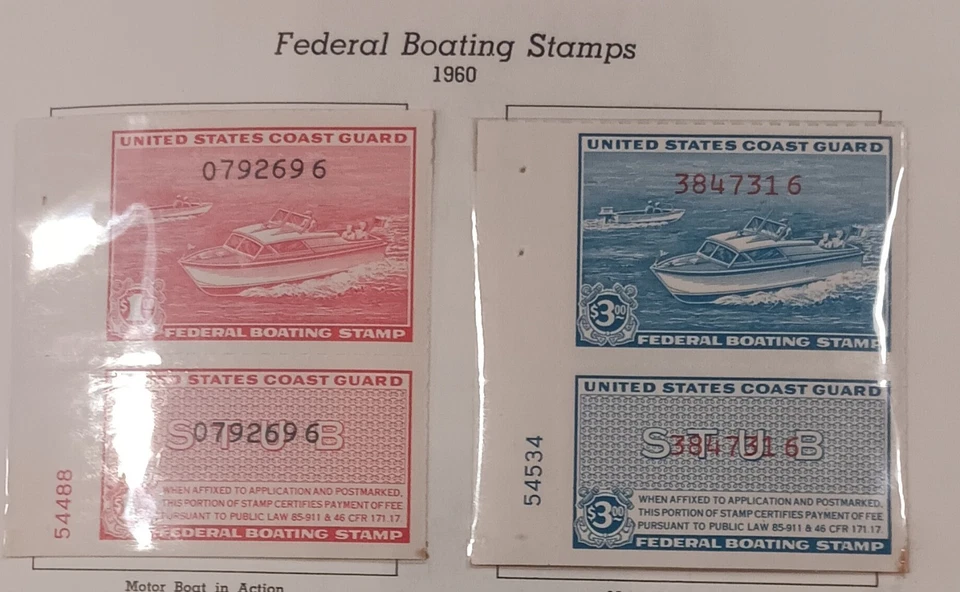 Federal Boating Stamps
1960
UNITED STATES COAST GUARD
0792696
$1
FEDERAL BOATING STAMP
STATES COAST GUARD
STUB
0792696
WHEN AFFIXED TO APPLICATION AND POSTMARKED,
THIS PORTION OF STAMP CERTIFIES PAYMENT OF FEE
PURSUANT TO PUBLIC LAW 85-911 & 46 CFR 171.17.
FEDERAL BOATING STAMP
54488
Motor Boat in Action
UNITED STATES COAST GUARD
3847316
$3.00
FEDERAL BOATING STAMP
UNITED STATES COAST GUARD
STUB
3847316
WHEN AFFIXED TO APPLICATION AND POSTMARKED,
THIS PORTION OF STAMP CERTIFIES PAYMENT OF FEE
PURSUANT TO PUBLIC LAW 85-911 & 46 CFR 171.17.
$3.00
FEDERAL BOATING STAMP
54534